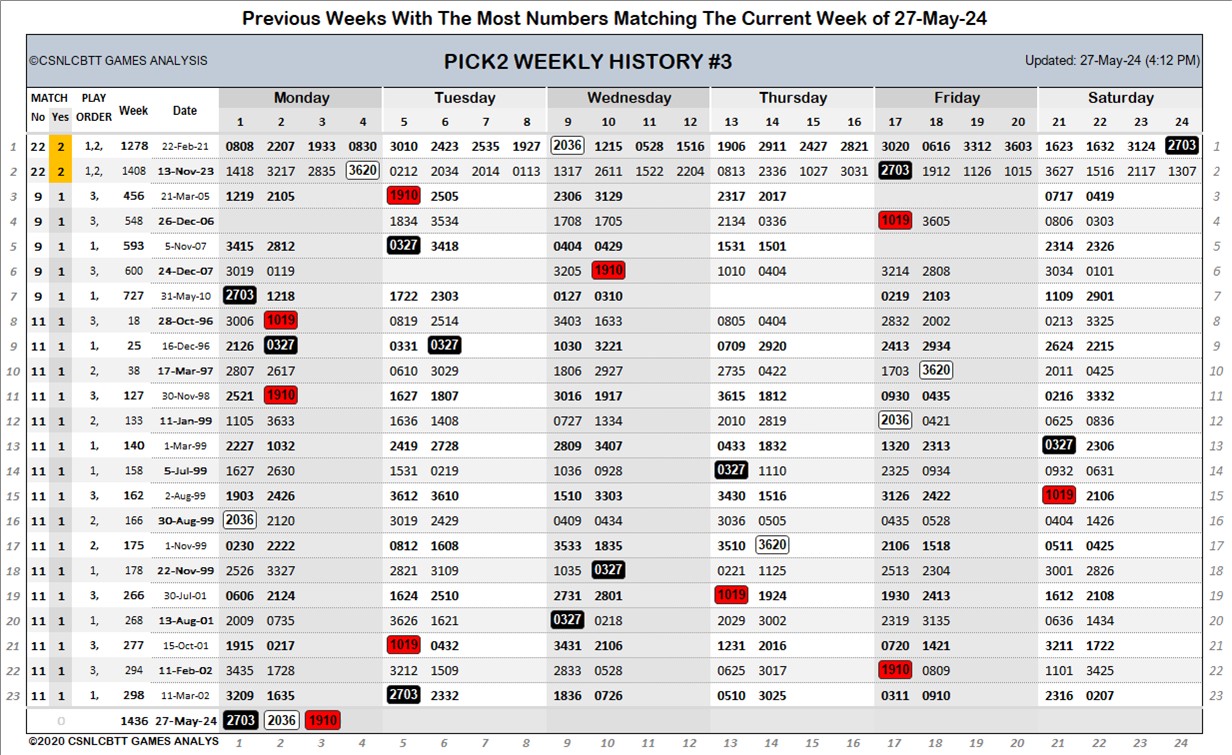 Previous Weeks With The Most Numbers Matching The Current Week of 27-May-24
©CSNLCBTT GAMES ANALYSIS PICK2 WEEKLY HISTORY #3 Updated: 27-May-24 (4:12 PM)
MATCH PLAY Week Date Monday Tuesday Wednesday Thursday Friday Saturday
No Yes ORDER 1 2 3 4 5 6 7 8 9 10 11 12 13 14 15 16 17 18 19 20 21 22 23 24
1 22 2 1,2, 1278 22-Feb-21 0808 2207 1933 0830 3010 2423 2535 1927 2036 1215 0528 1516 1906 2911 2427 2821 3020 0616 3312 3603 1623 1632 3124 2703 1
2 22 2 1,2, 1408 13-Nov-23 1418 3217 2835 3620 0212 2034 2014 0113 1317 2611 1522 2204 0813 2336 1027 3031 2703 1912 1126 1015 3627 1516 2117 1307 2
3 9 1 3, 456 21-Mar-05 1219 2105 1910 2505 2306 3129 2317 2017 0717 0419 3
4 9 1 3, 548 26-Dec-06 1834 3534 1708 1705 2134 0336 1019 3605 0806 0303 4
5 9 1 1, 593 5-Nov-07 3415 2812 0327 3418 0404 0429 1531 1501 2314 2326 5
6 9 1 3, 600 24-Dec-07 3019 0119 3205 1910 1010 0404 3214 2808 3034 0101 6
7 9 1 1, 727 31-May-10 2703 1218 1722 2303 0127 0310 0219 2103 1109 2901 7
8 11 1 3, 18 28-Oct-96 3006 1019 0819 2514 3403 1633 0805 0404 2832 2002 0213 3325 8
9 11 1 1, 25 16-Dec-96 2126 0327 0331 0327 1030 3221 0709 2920 2413 2934 2624 2215 9
10 11 1 2, 38 17-Mar-97 2807 2617 0610 3029 1806 2927 2735 0422 1703 3620 2011 0425 10
11 11 1 3, 127 30-Nov-98 2521 1910 1627 1807 3016 1917 3615 1812 0930 0435 0216 3332 11
12 11 1 2, 133 11-Jan-99 1105 3633 1636 1408 0727 1334 2010 2819 2036 0421 0625 0836 12
13 11 1 1, 140 1-Mar-99 2227 1032 2419 2728 2809 3407 0433 1832 1320 2313 0327 2306 13
14 11 1 1, 158 5-Jul-99 1627 2630 1531 0219 1036 0928 0327 1110 2325 0934 0932 0631 14
15 11 1 3, 162 2-Aug-99 1903 2426 3612 3610 1510 3303 3430 1516 3126 2422 1019 2106 15
16 11 1 2, 166 30-Aug-99 2036 2120 3019 2429 0409 0434 3036 0505 0435 0528 0404 1426 16
17 11 1 2, 175 1-Nov-99 0230 2222 0812 1608 3533 1835 3510 3620 2106 1518 0511 0425 17
18 11 1 1, 178 22-Nov-99 2526 3327 2821 3109 1035 0327 0221 1125 2513 2304 3001 2826 18
19 11 1 3, 266 30-Jul-01 0606 2124 1624 2510 2731 2801 1019 1924 1930 2413 1612 2108 19
20 11 1 1, 268 13-Aug-01 2009 0735 3626 1621 0327 0218 2029 3002 2319 3135 0636 1434 20
21 11 1 3, 277 15-Oct-01 1915 0217 1019 0432 3431 2106 1231 2016 0720 1421 3211 1722 21
22 11 1 3, 294 11-Feb-02 3435 1728 3212 1509 2833 0528 0625 3017 1910 0809 1101 3425 22
23 11 1 1, 298 11-Mar-02 3209 1635 2703 2332 1836 0726 0510 3025 0311 0910 2316 0207 23
0 1436 27-May-24 2703 2036 1910
©2020 CSNLCBTT GAMES ANALYS 1 2 3 4 5 6 7 8 9 10 11 12 13 14 15 16 17 18 19 20 21 22 23 24